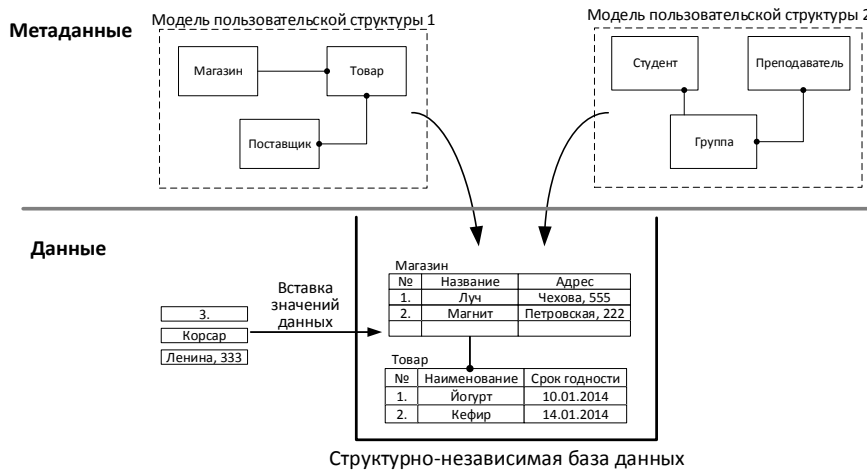 Модель пользовательской структуры 1
Модель пользовательской структуры 2
Метаданные
Магазин
Товар
Поставщик
Студент
Преподаватель
Группа
Данные
Вставка
значений
данных
3.
Корсар
Ленина, 333
Магазин
№ Название Адрес
1. Луч Чехова, 555
2. Магнит Петровская, 222
Товар
№ Наименование Срок годности
1. Йогурт 10.01.2014
2. Кефир 14.01.2014
Структурно-независимая база данных